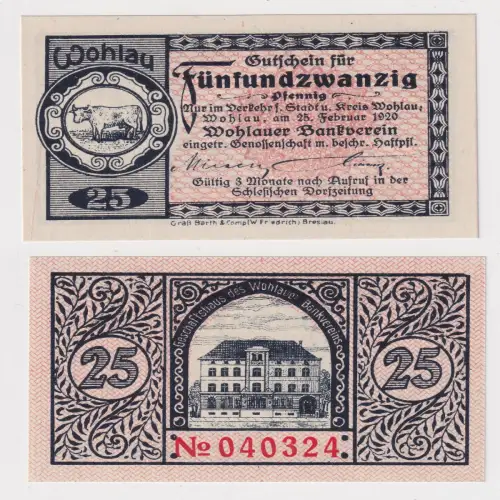 Wohlau
25
Gutschein für
Fünfundzwanzig
Pfennig
Nur im Verkehr f. Stadt u. Kreis Wohlau,
Wohlau, am 25. Februar 1920
Wohlauer Bankverein
eingetr. Genossenschaft m. beschr. Haftpfl.
Gültig 3 Monate nach Aufruf in der
Schlesischen Dorfzeitung
Graß Barth & Comp (W. Friedrich) Breslau.
Geschäftshaus des Wohlauer Bankvereins
25
25
No 040324